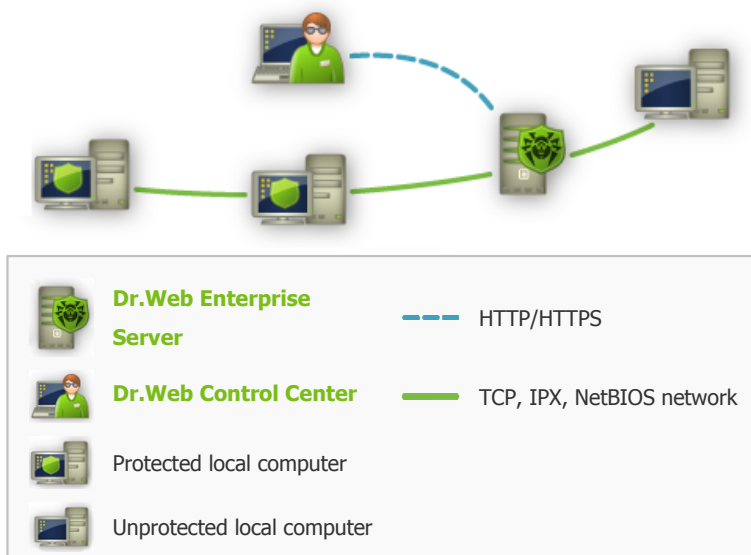 Dr.Web Enterprise
Server
HTTP/HTTPS
Dr.Web Control Center
TCP, IPX, NetBIOS network
Protected local computer
Unprotected local computer